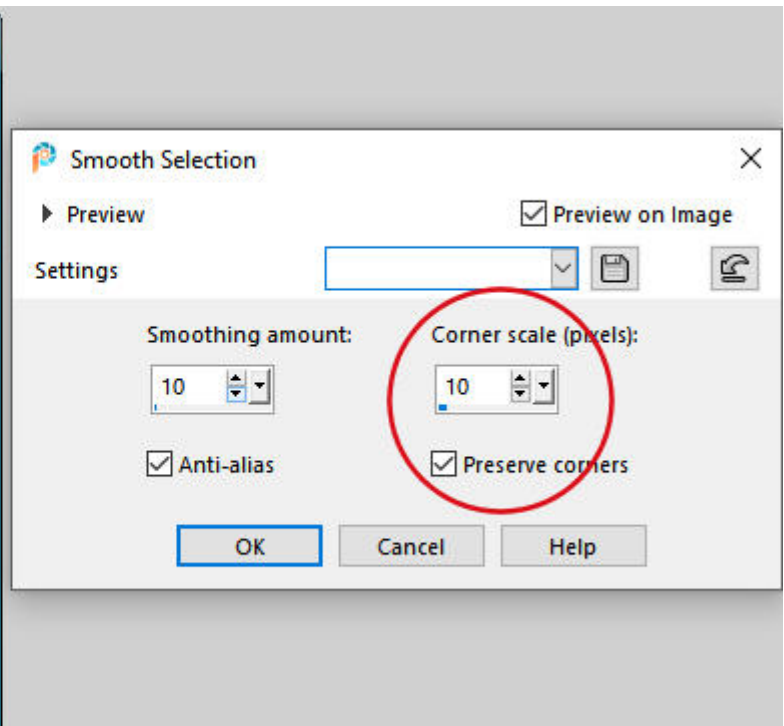 Smooth Selection
Preview
Preview on Image
Settings
Smoothing amount:
Corner scale (pixels):
10
10
Anti-alias
Preserve corners
OK
Cancel
Help